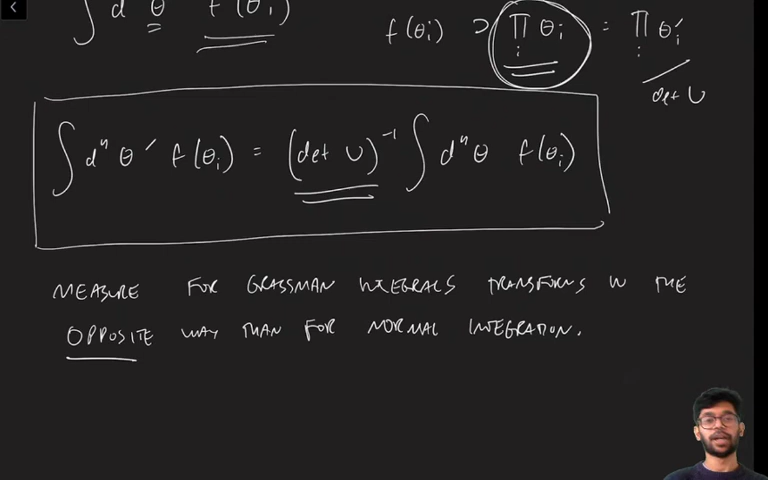 ∫ d θ f(θᵢ)
f(θᵢ) ⊃ ∏ᵢ θᵢ = ∏ᵢ θ′ᵢ / det U
∫ dⁿθ′ f(θᵢ) = (det U)⁻¹ ∫ dⁿθ f(θᵢ)
MEASURE FOR GRASSMAN INTEGRALS TRANSFORMS IN THE
OPPOSITE WAY THAN FOR NORMAL INTEGRATION.